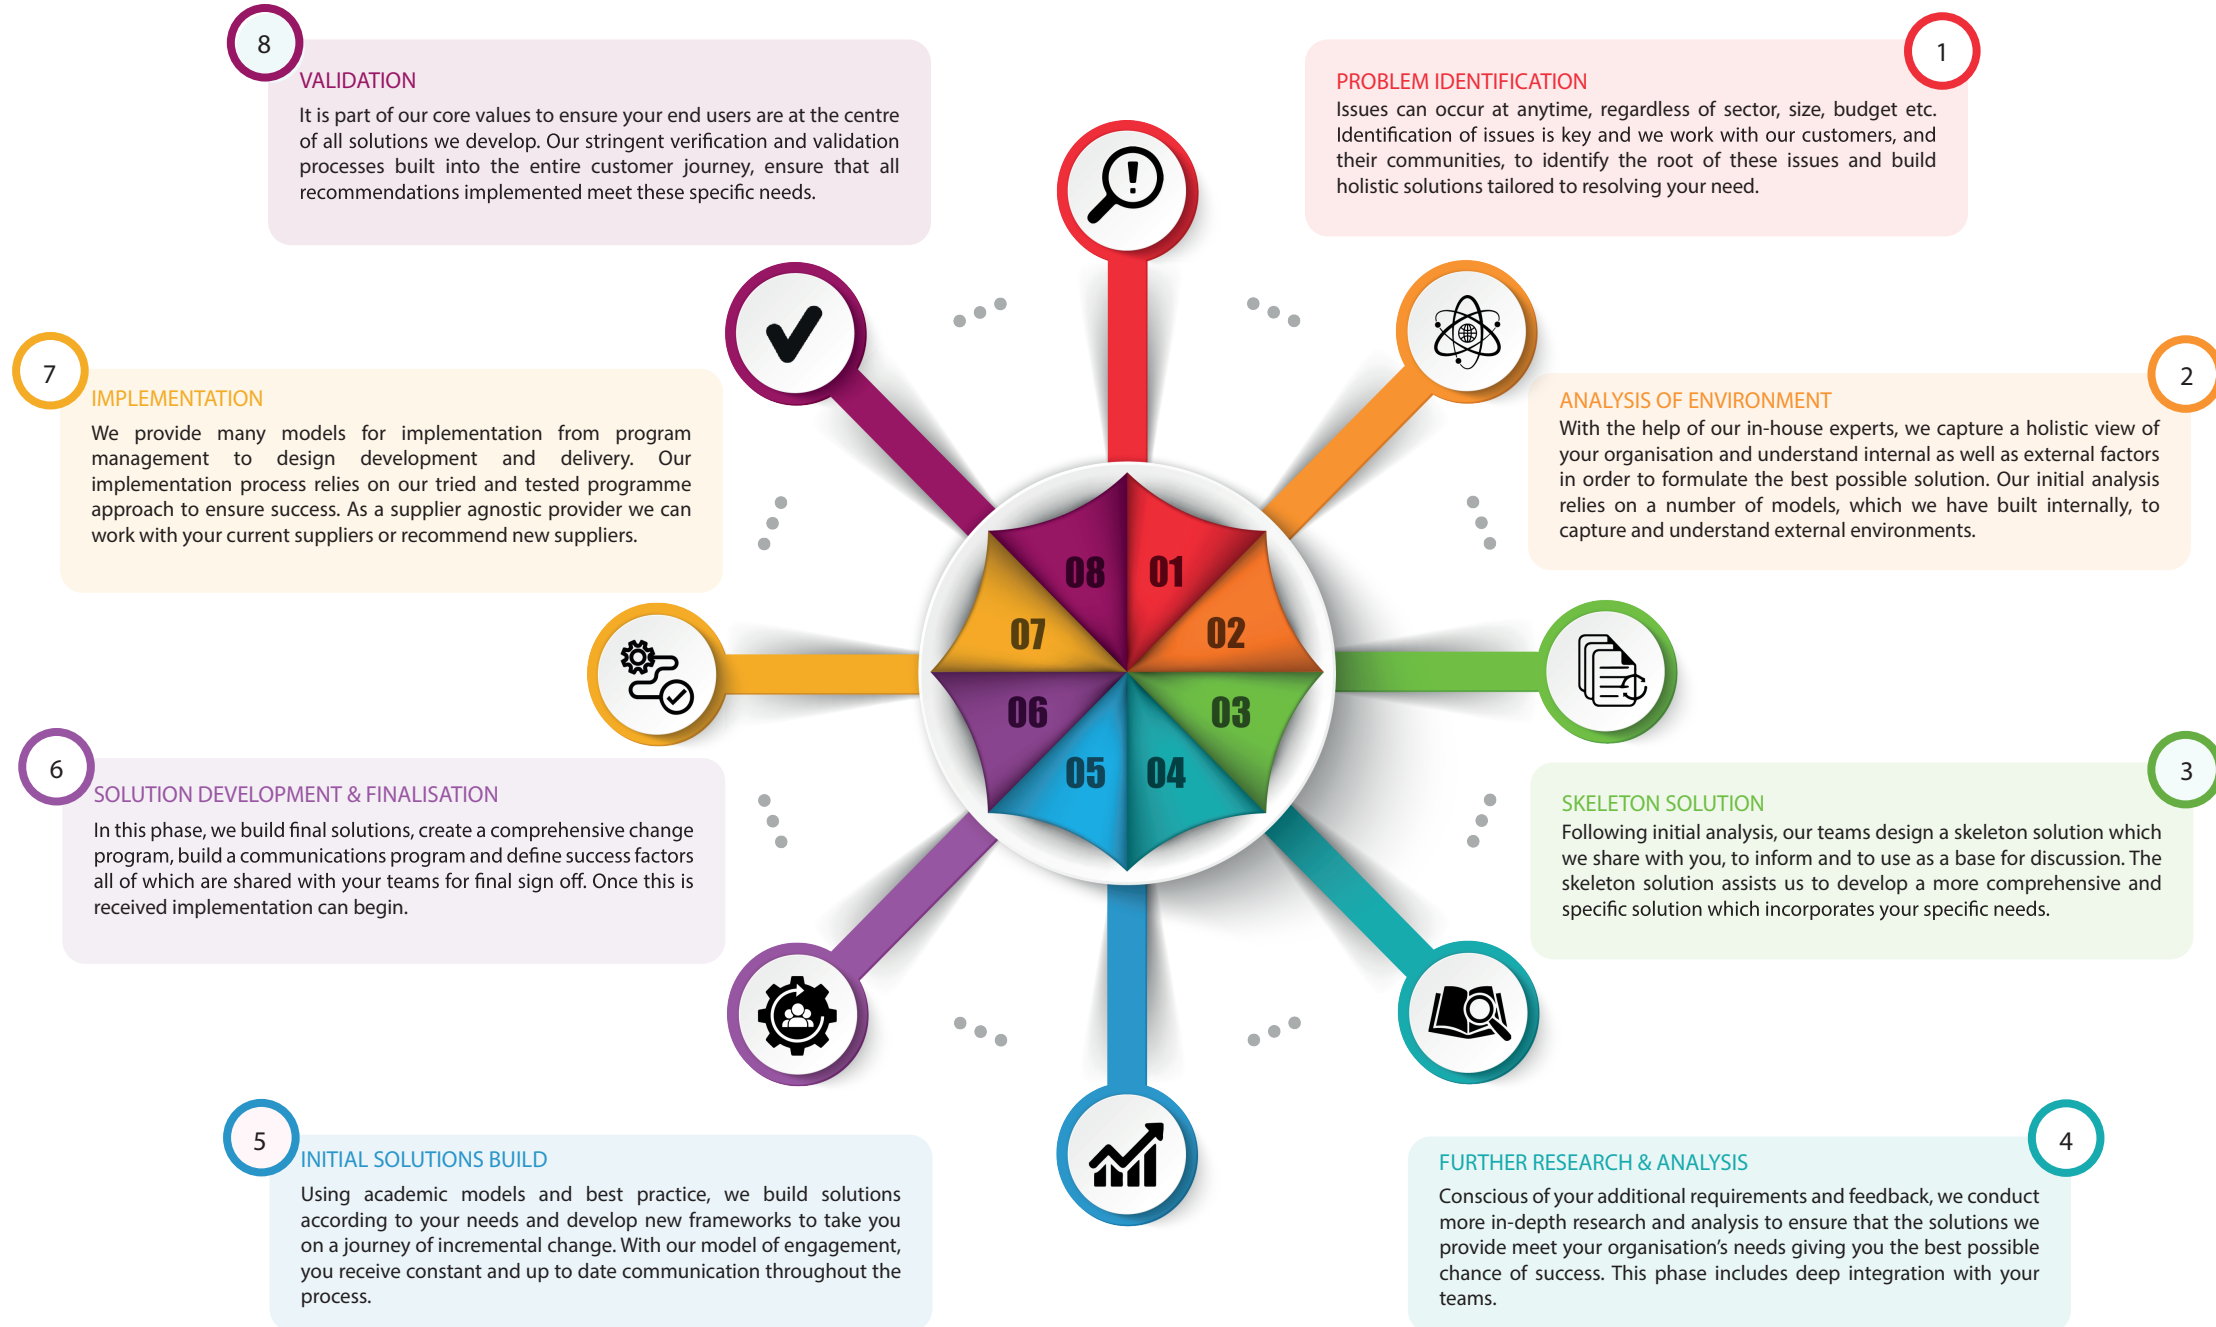 1
PROBLEM IDENTIFICATION
Issues can occur at anytime, regardless of sector, size, budget etc.
Identification of issues is key and we work with our customers, and
their communities, to identify the root of these issues and build
holistic solutions tailored to resolving your need.
2
ANALYSIS OF ENVIRONMENT
With the help of our in-house experts, we capture a holistic view of
your organisation and understand internal as well as external factors
in order to formulate the best possible solution. Our initial analysis
relies on a number of models, which we have built internally, to
capture and understand external environments.
3
SKELETON SOLUTION
Following initial analysis, our teams design a skeleton solution which
we share with you, to inform and to use as a base for discussion. The
skeleton solution assists us to develop a more comprehensive and
specific solution which incorporates your specific needs.
4
FURTHER RESEARCH & ANALYSIS
Conscious of your additional requirements and feedback, we conduct
more in-depth research and analysis to ensure that the solutions we
provide meet your organisation's needs giving you the best possible
chance of success. This phase includes deep integration with your
teams.
5
INITIAL SOLUTIONS BUILD
Using academic models and best practice, we build solutions
according to your needs and develop new frameworks to take you
on a journey of incremental change. With our model of engagement,
you receive constant and up to date communication throughout the
process.
6
SOLUTION DEVELOPMENT & FINALISATION
In this phase, we build final solutions, create a comprehensive change
program, build a communications program and define success factors
all of which are shared with your teams for final sign off. Once this is
received implementation can begin.
7
IMPLEMENTATION
We provide many models for implementation from program
management to design development and delivery. Our
implementation process relies on our tried and tested programme
approach to ensure success. As a supplier agnostic provider we can
work with your current suppliers or recommend new suppliers.
8
VALIDATION
It is part of our core values to ensure your end users are at the centre
of all solutions we develop. Our stringent verification and validation
processes built into the entire customer journey, ensure that all
recommendations implemented meet these specific needs.
01
02
03
04
05
06
07
08